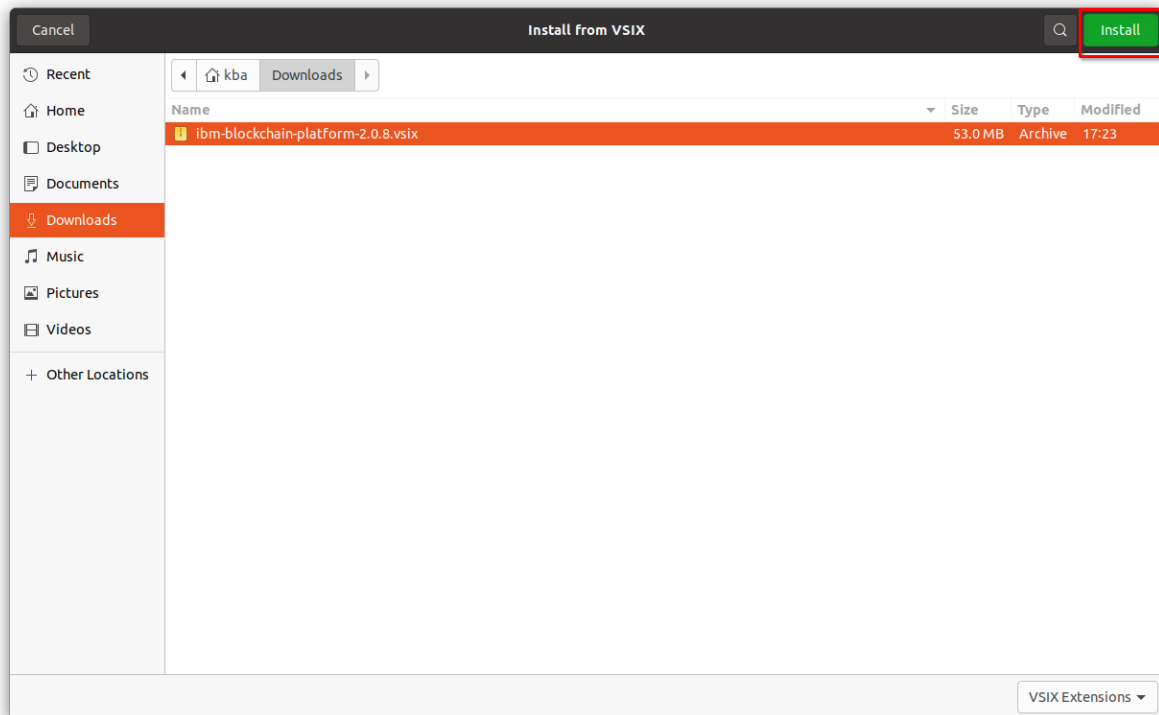 Cancel
Install from VSIX
Install
Recent
Home
Desktop
Documents
Downloads
Music
Pictures
Videos
Other Locations
kba
Downloads
Name Size Type Modified
ibm-blockchain-platform-2.0.8.vsix 53.0 MB Archive 17:23
VSIX Extensions